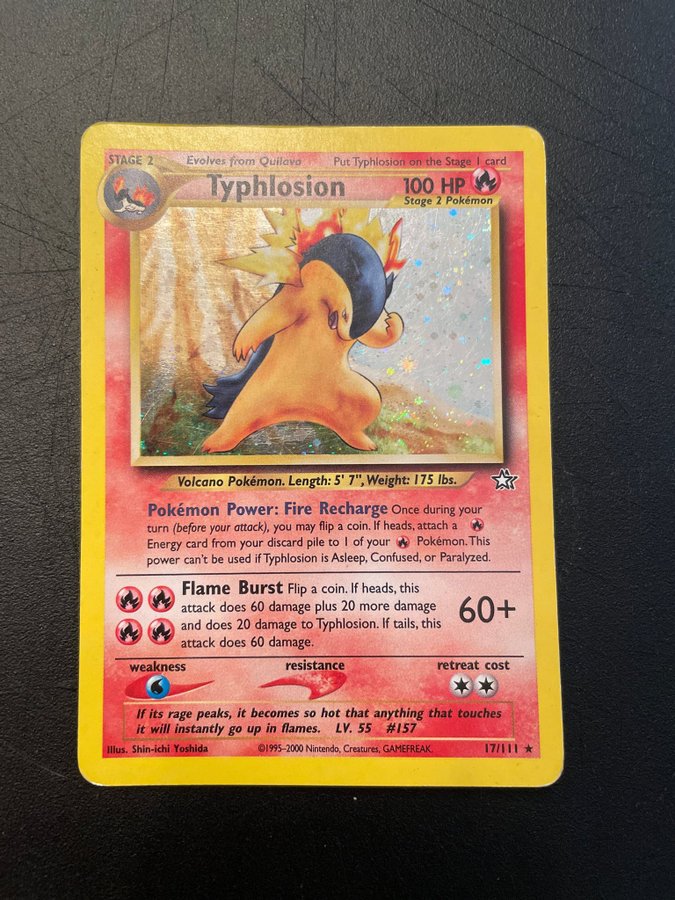 STAGE 2 Evolves from Quilava Put Typhlosion on the Stage 1 card
Typhlosion 100 HP
Stage 2 Pokémon
Volcano Pokémon. Length: 5' 7", Weight: 175 lbs.
Pokémon Power: Fire Recharge Once during your
turn (before your attack), you may flip a coin. If heads, attach a
Energy card from your discard pile to 1 of your Pokémon. This
power can't be used if Typhlosion is Asleep, Confused, or Paralyzed.
Flame Burst Flip a coin. If heads, this
attack does 60 damage plus 20 more damage
and does 20 damage to Typhlosion. If tails, this
attack does 60 damage.
60+
weakness resistance retreat cost
If its rage peaks, it becomes so hot that anything that touches
it will instantly go up in flames. LV. 55 #157
Illus. Shin-ichi Yoshida ©1995-2000 Nintendo, Creatures, GAMEFREAK. 17/111 ★